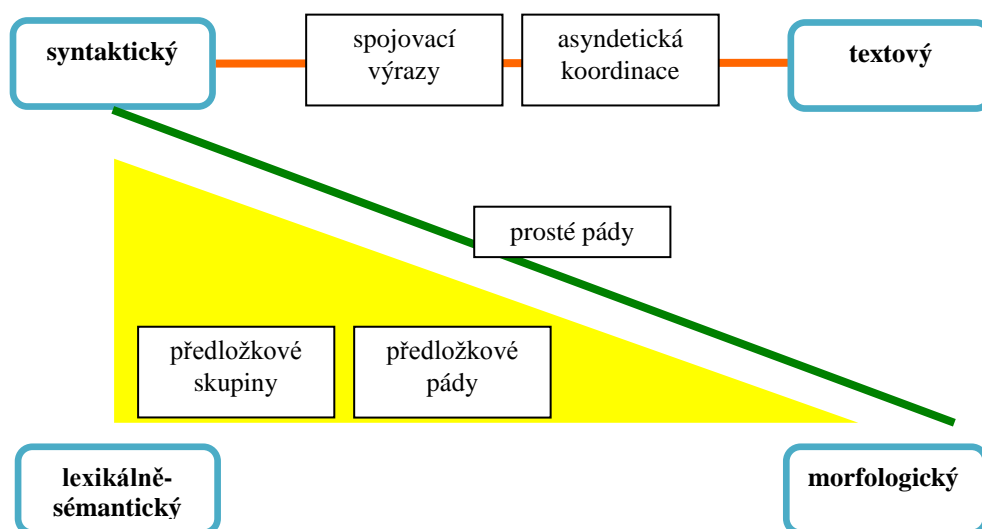 syntaktický
spojovací
výrazy
asyndetická
koordinace
textový
prosté pády
předložkové
skupiny
předložkové
pády
lexikálně-
sémantický
morfologický